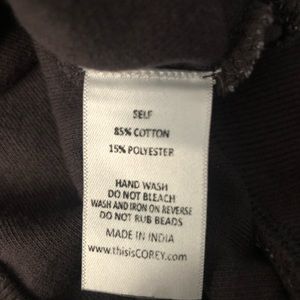 SELF
85% COTTON
15% POLYESTER
HAND WASH
DO NOT BLEACH
WASH AND IRON ON REVERSE
DO NOT RUB BEADS
MADE IN INDIA
www.thisisCOREY.com